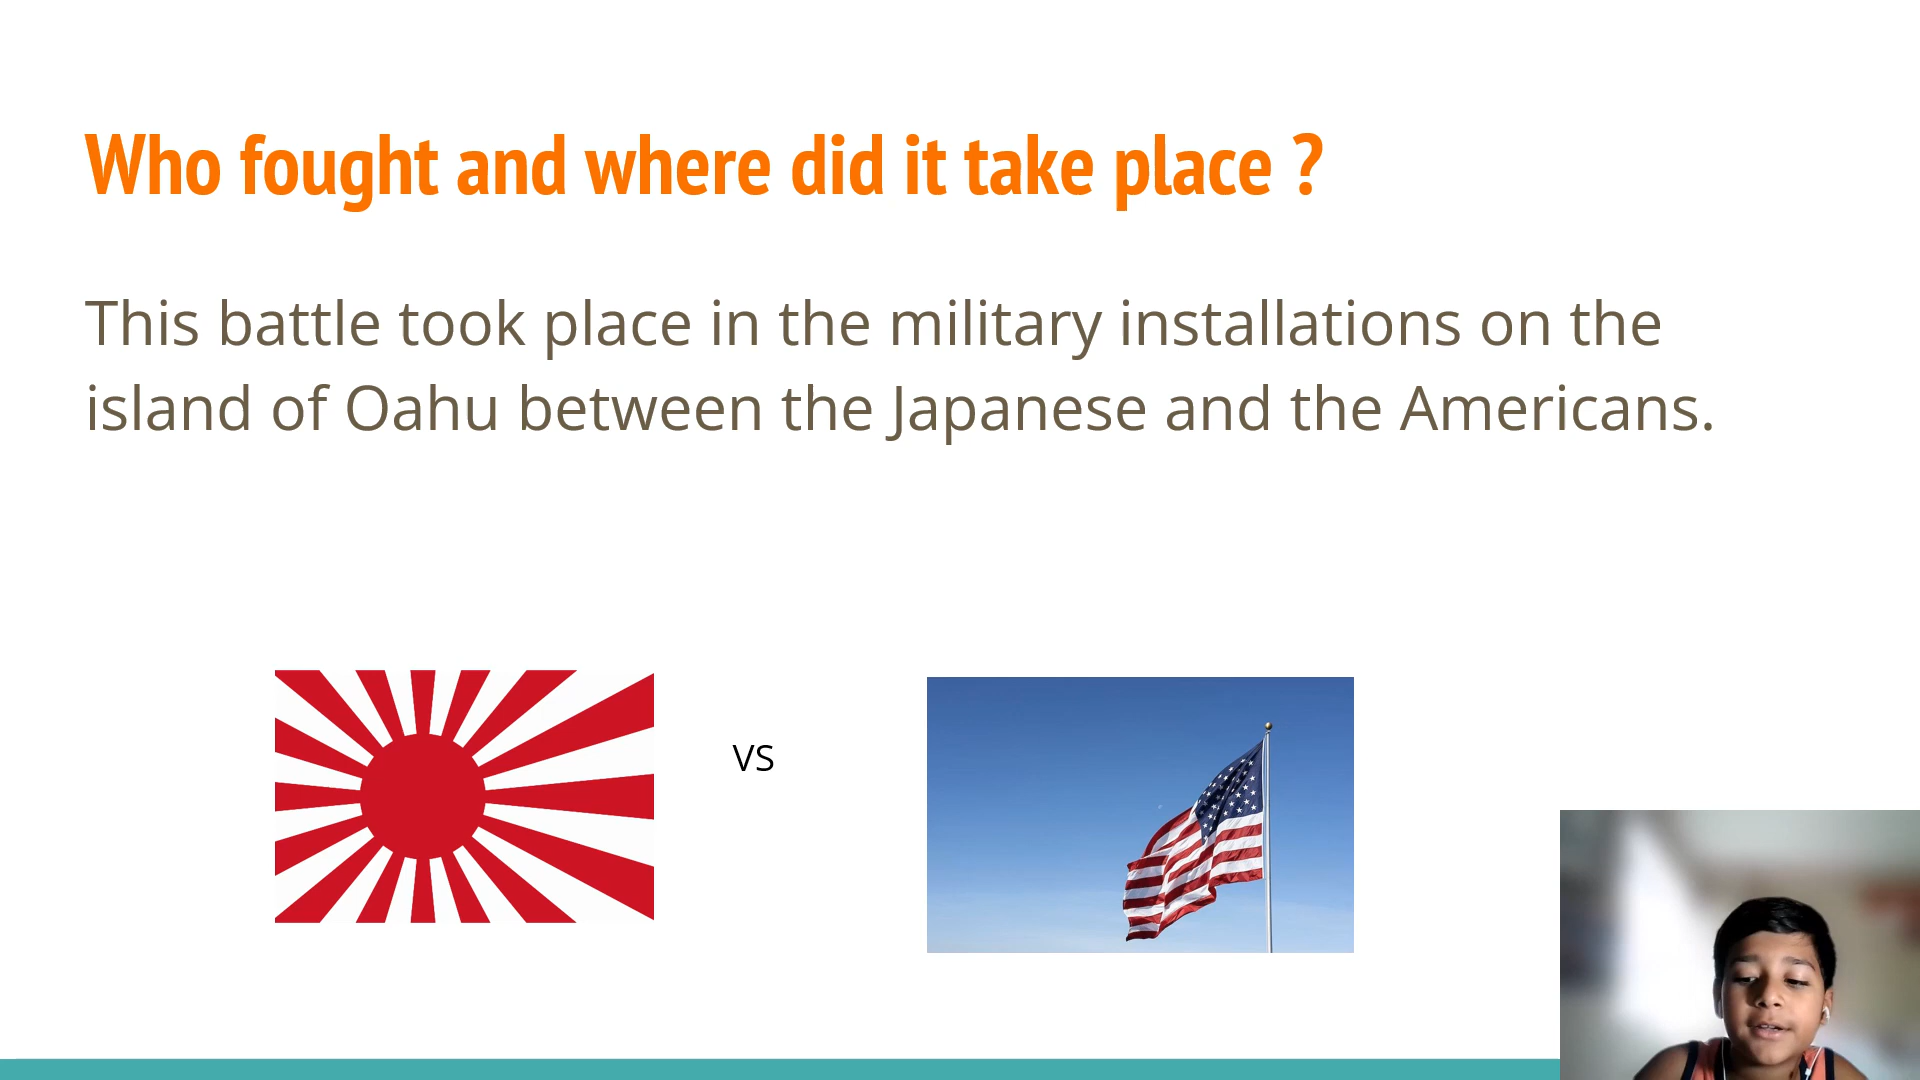 Who fought and where did it take place ?
This battle took place in the military installations on the
island of Oahu between the Japanese and the Americans.
VS